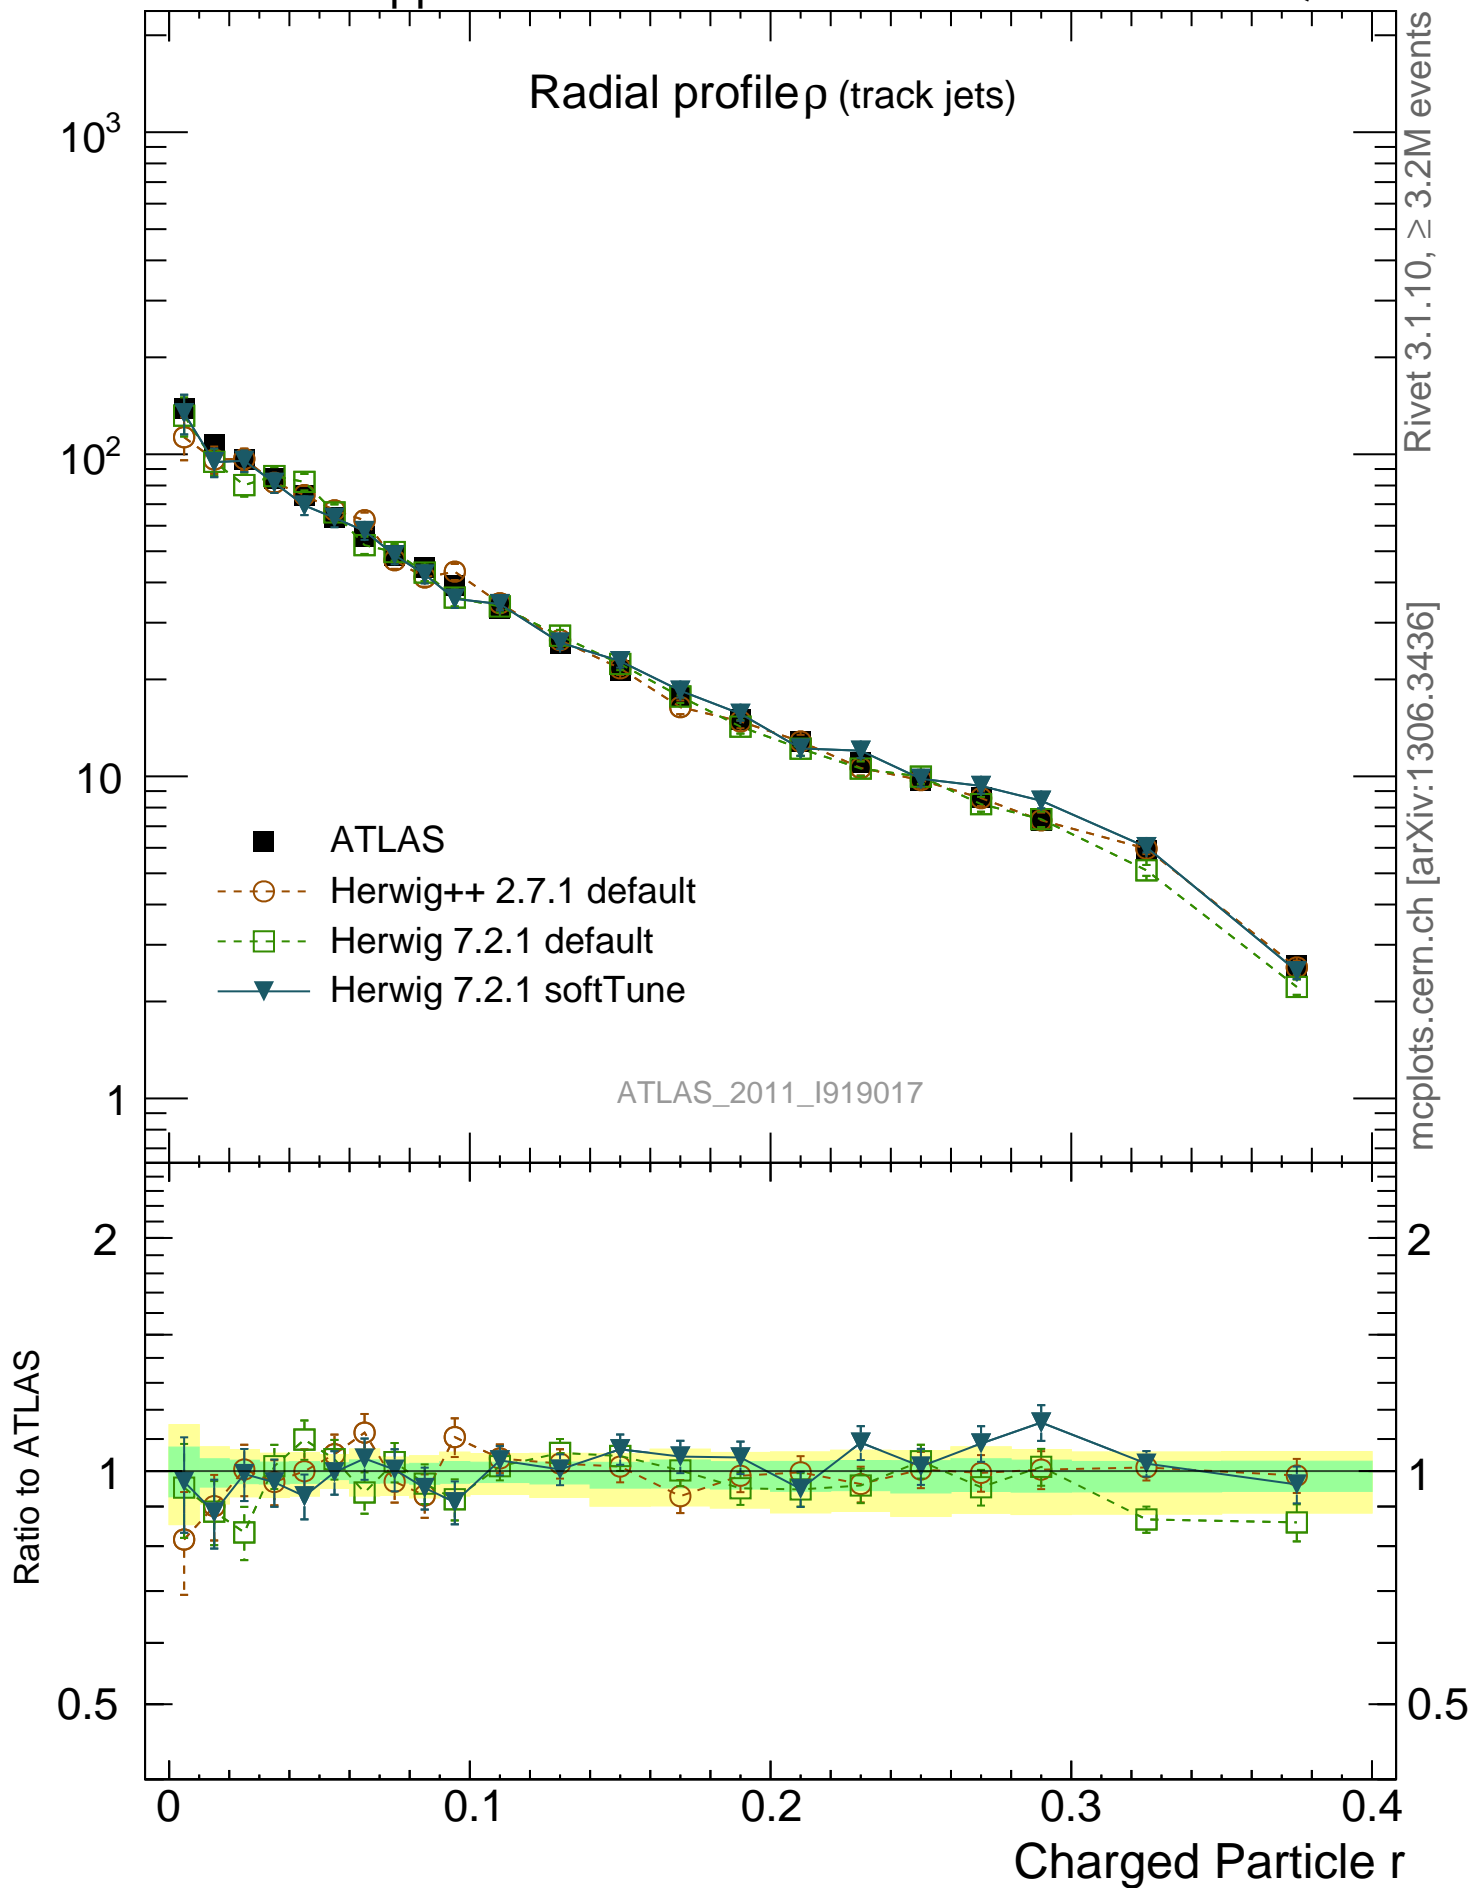 pp
Radial profileρ (track jets)
10³
10²
10
1
ATLAS
Herwig++ 2.7.1 default
Herwig 7.2.1 default
Herwig 7.2.1 softTune
ATLAS_2011_I919017
Rivet 3.1.10, ≥ 3.2M events
mcplots.cern.ch [arXiv:1306.3436]
Ratio to ATLAS
2
1
0.5
2
1
0.5
0
0.1
0.2
0.3
0.4
Charged Particle r